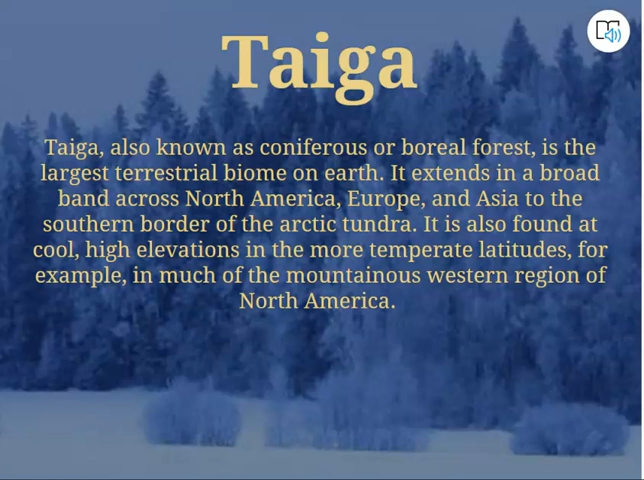 Taiga
Taiga, also known as coniferous or boreal forest, is the
largest terrestrial biome on earth. It extends in a broad
band across North America, Europe, and Asia to the
southern border of the arctic tundra. It is also found at
cool, high elevations in the more temperate latitudes, for
example, in much of the mountainous western region of
North America.